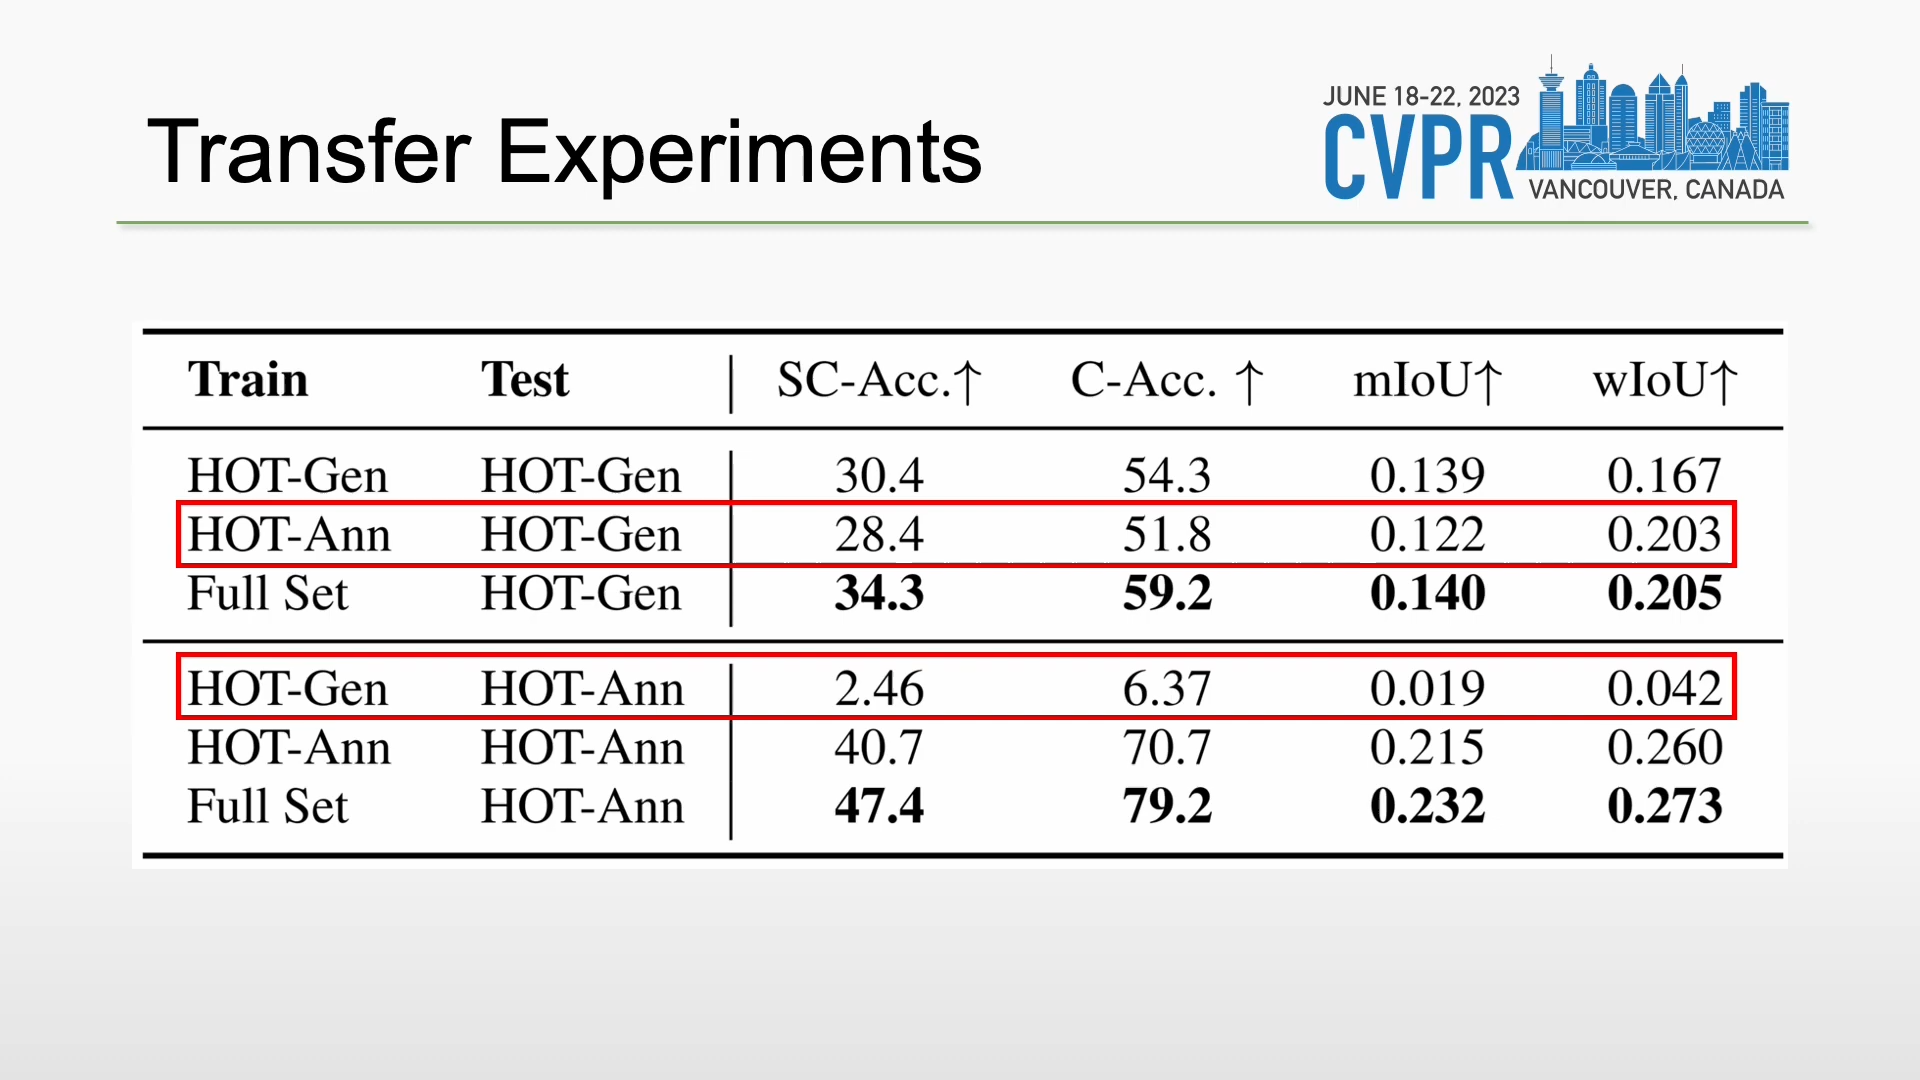 Transfer Experiments
JUNE 18-22, 2023
CVPR
VANCOUVER, CANADA
Train Test SC-Acc.↑ C-Acc. ↑ mIoU↑ wIoU↑
HOT-Gen HOT-Gen 30.4 54.3 0.139 0.167
HOT-Ann HOT-Gen 28.4 51.8 0.122 0.203
Full Set HOT-Gen 34.3 59.2 0.140 0.205
HOT-Gen HOT-Ann 2.46 6.37 0.019 0.042
HOT-Ann HOT-Ann 40.7 70.7 0.215 0.260
Full Set HOT-Ann 47.4 79.2 0.232 0.273